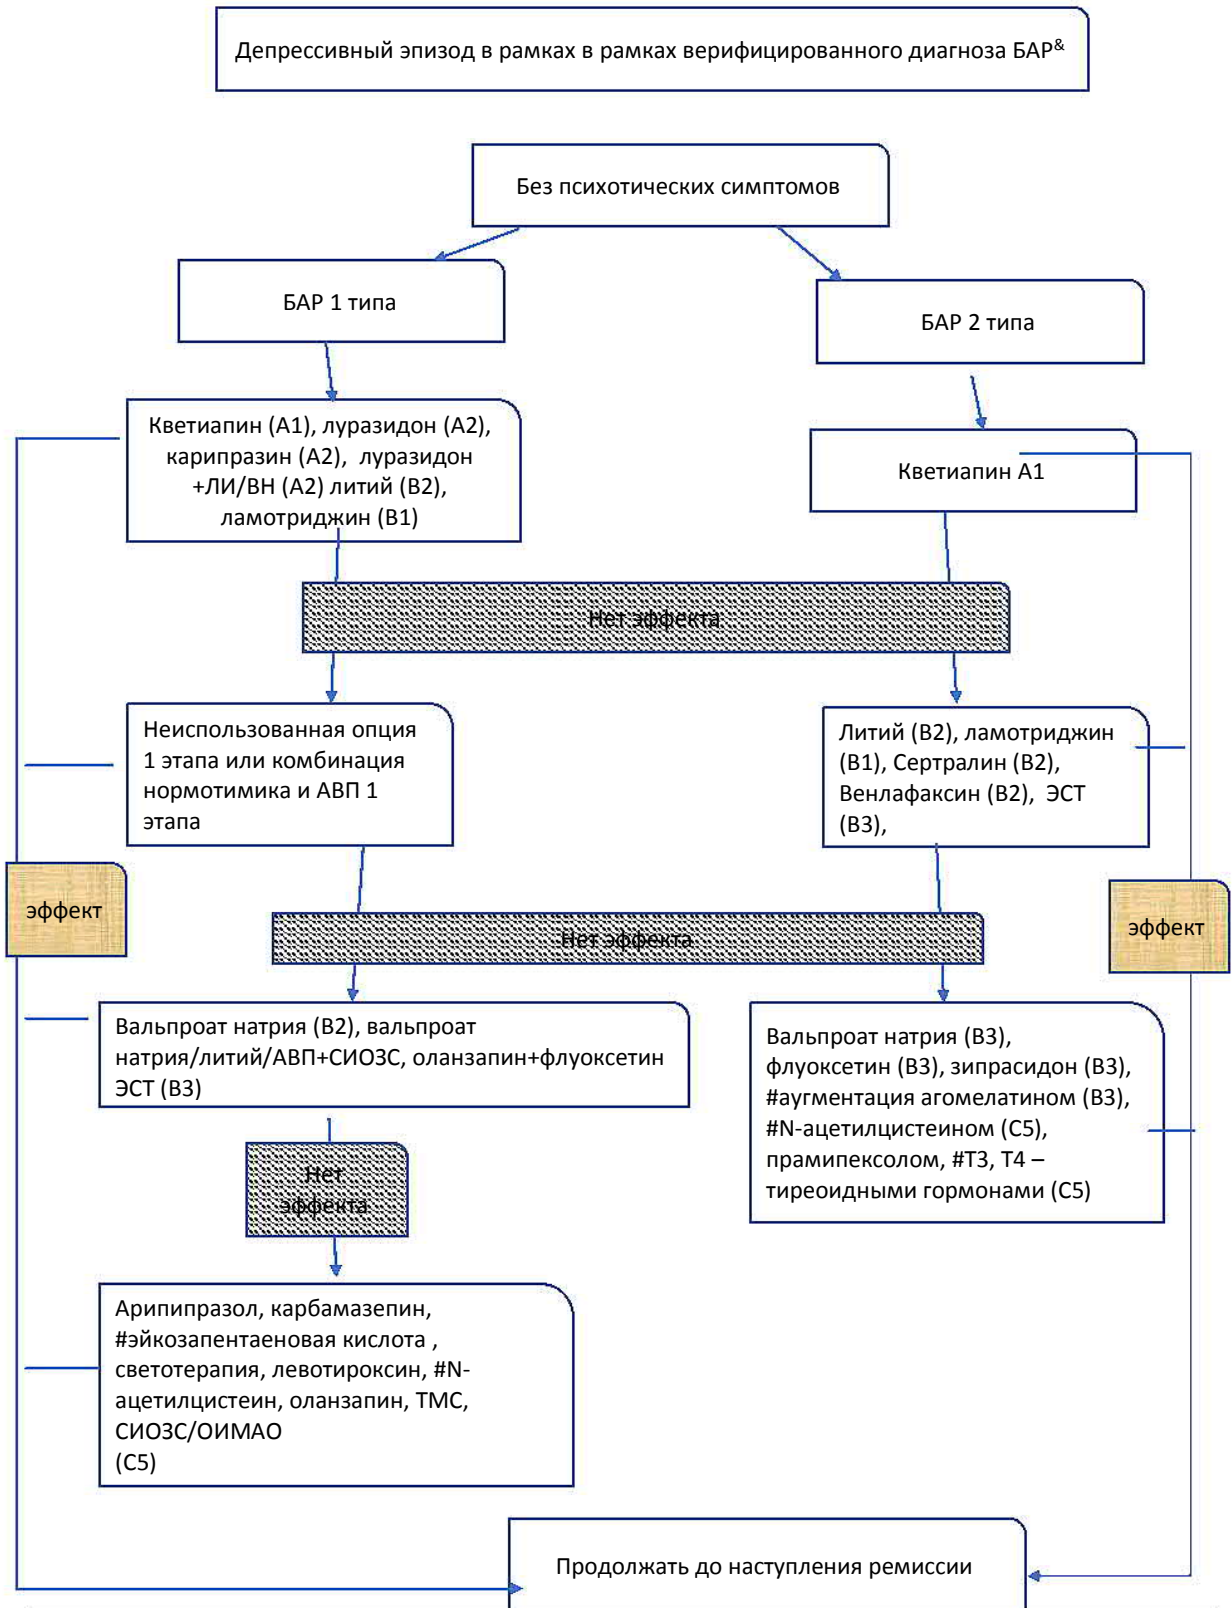 Депрессивный эпизод в рамках в рамках верифицированного диагноза БАР&
Без психотических симптомов
БАР 1 типа
БАР 2 типа
Кветиапин (А1), луразидон (А2),
карипразин (А2), луразидон
+ЛИ/ВН (А2) литий (В2),
ламотриджин (В1)
Кветиапин А1
Нет эффекта
Неиспользованная опция
1 этапа или комбинация
нормотимика и АВП 1
этапа
Литий (В2), ламотриджин
(В1), Сертралин (В2),
Венлафаксин (В2), ЭСТ
(В3),
эффект
эффект
Нет эффекта
Вальпроат натрия (В2), вальпроат
натрия/литий/АВП+СИОЗС, оланзапин+флуоксетин
ЭСТ (В3)
Вальпроат натрия (В3),
флуоксетин (В3), зипрасидон (В3),
#аугментация агомелатином (В3),
#N-ацетилцистеином (С5),
прамипексолом, #Т3, Т4 –
тиреоидными гормонами (С5)
Нет
эффекта
Арипипразол, карбамазепин,
#эйкозапентаеновая кислота ,
светотерапия, левотироксин, #N-
ацетилцистеин, оланзапин, ТМС,
СИОЗС/ОИМАО
(С5)
Продолжать до наступления ремиссии